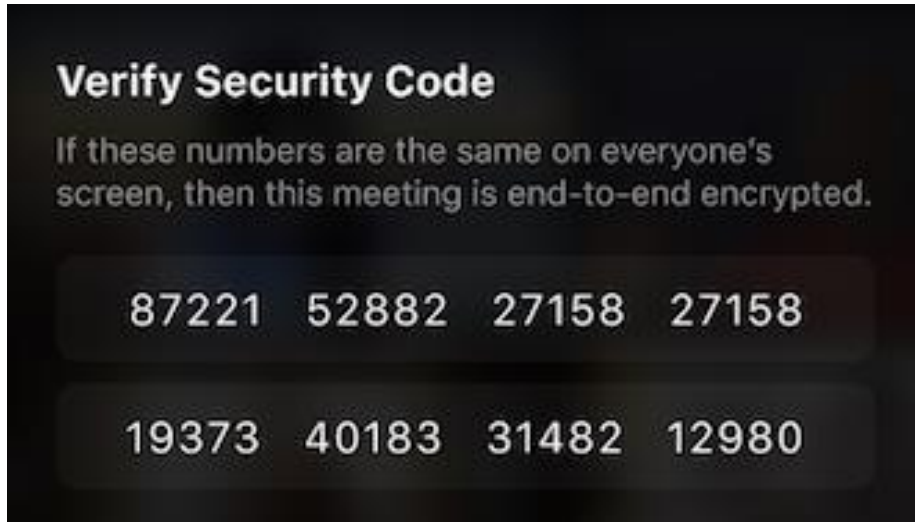 Verify Security Code
If these numbers are the same on everyone's
screen, then this meeting is end-to-end encrypted.
87221 52882 27158 27158
19373 40183 31482 12980